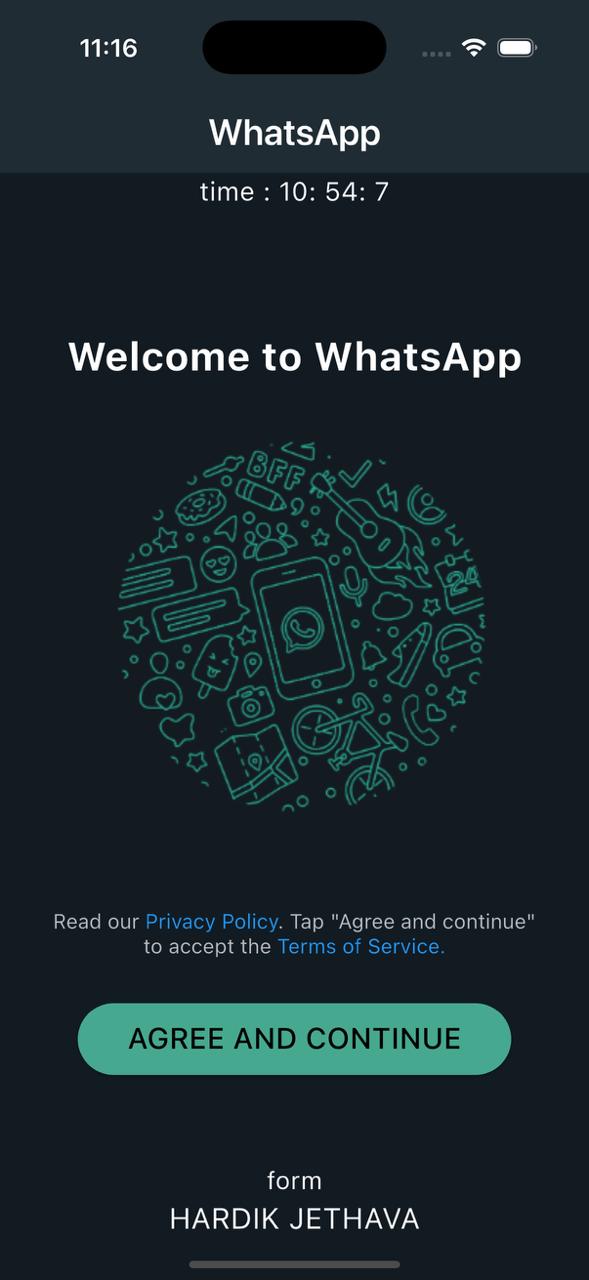 11:16
WhatsApp
time : 10: 54: 7
Welcome to WhatsApp
BFF
24
Read our Privacy Policy. Tap "Agree and continue"
to accept the Terms of Service.
AGREE AND CONTINUE
form
HARDIK JETHAVA